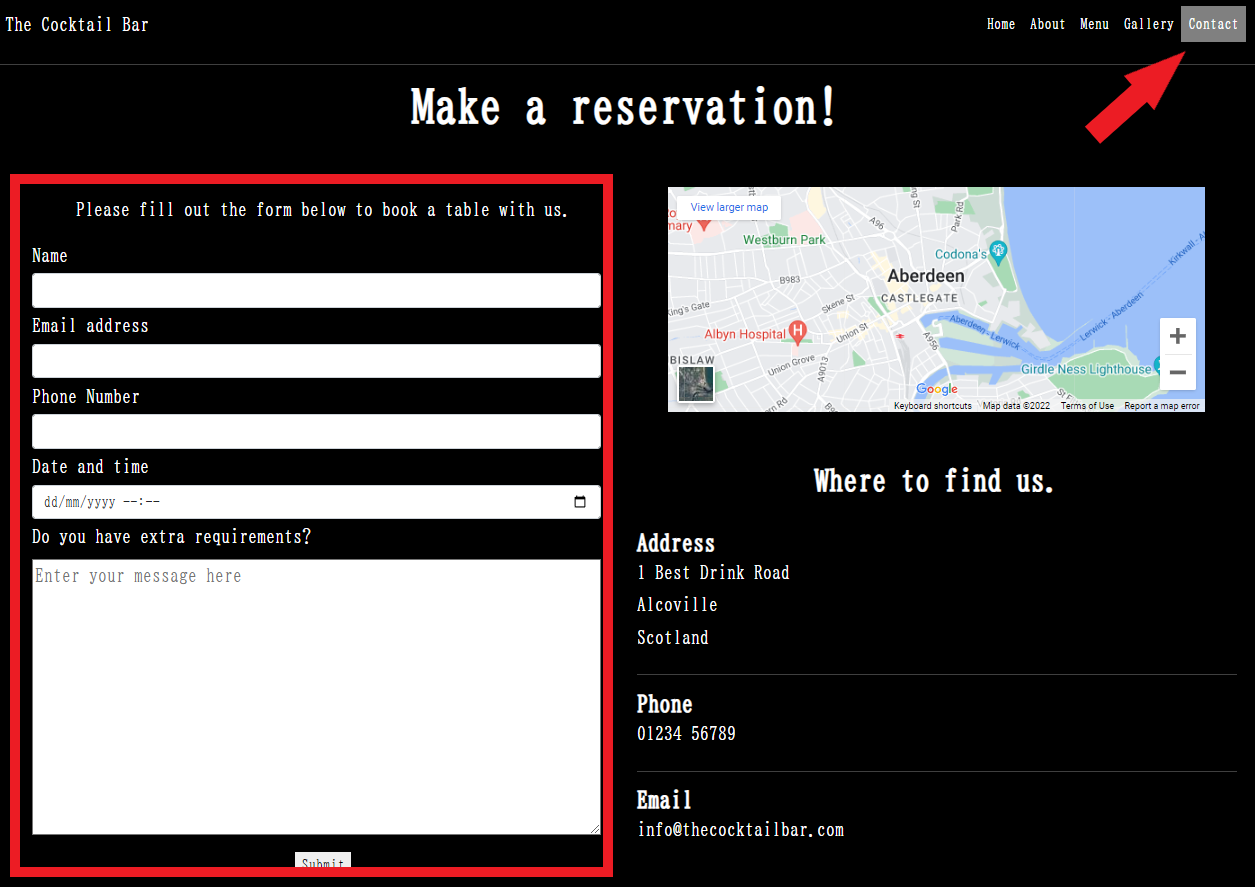 The Cocktail Bar
Home About Menu Gallery Contact
Make a reservation!
Please fill out the form below to book a table with us.
Name
Email address
Phone Number
Date and time
dd/mm/yyyy --:--
Do you have extra requirements?
Enter your message here
Submit
View larger map
mary
Westburn Park
A96
Park Rd
St
Codona's
Kirkwall -
Aberdeen
CASTLEGATE
B983
King's Gate
Skene St
Albyn Hospital
H
Union St
A956
Aberdeen - Lerwick
Lerwick - Aberdeen
BISLAW
Union Grove
A9013
Girdle Ness Lighthouse
Google
Keyboard shortcuts
Map data ©2022
Terms of Use
Report a map error
Where to find us.
Address
1 Best Drink Road
Alcoville
Scotland
Phone
01234 56789
Email
info@thecocktailbar.com